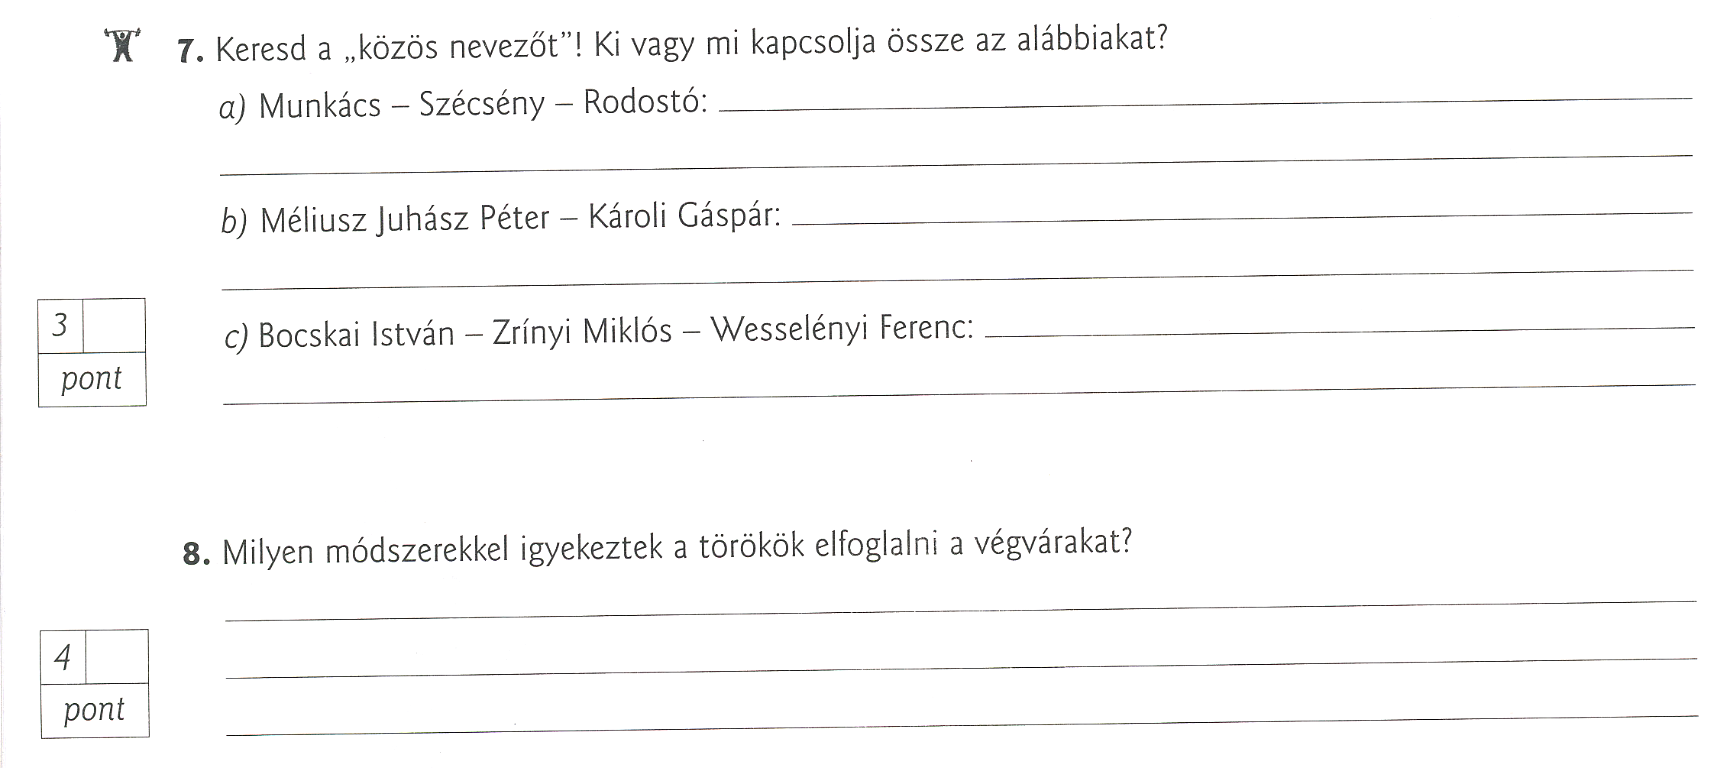 7. Keresd a „közös nevezőt”! Ki vagy mi kapcsolja össze az alábbiakat?
a) Munkács – Szécsény – Rodostó:
b) Méliusz Juhász Péter – Károli Gáspár:
c) Bocskai István – Zrínyi Miklós – Wesselényi Ferenc:
3
pont
8. Milyen módszerekkel igyekeztek a törökök elfoglalni a végvárakat?
4
pont